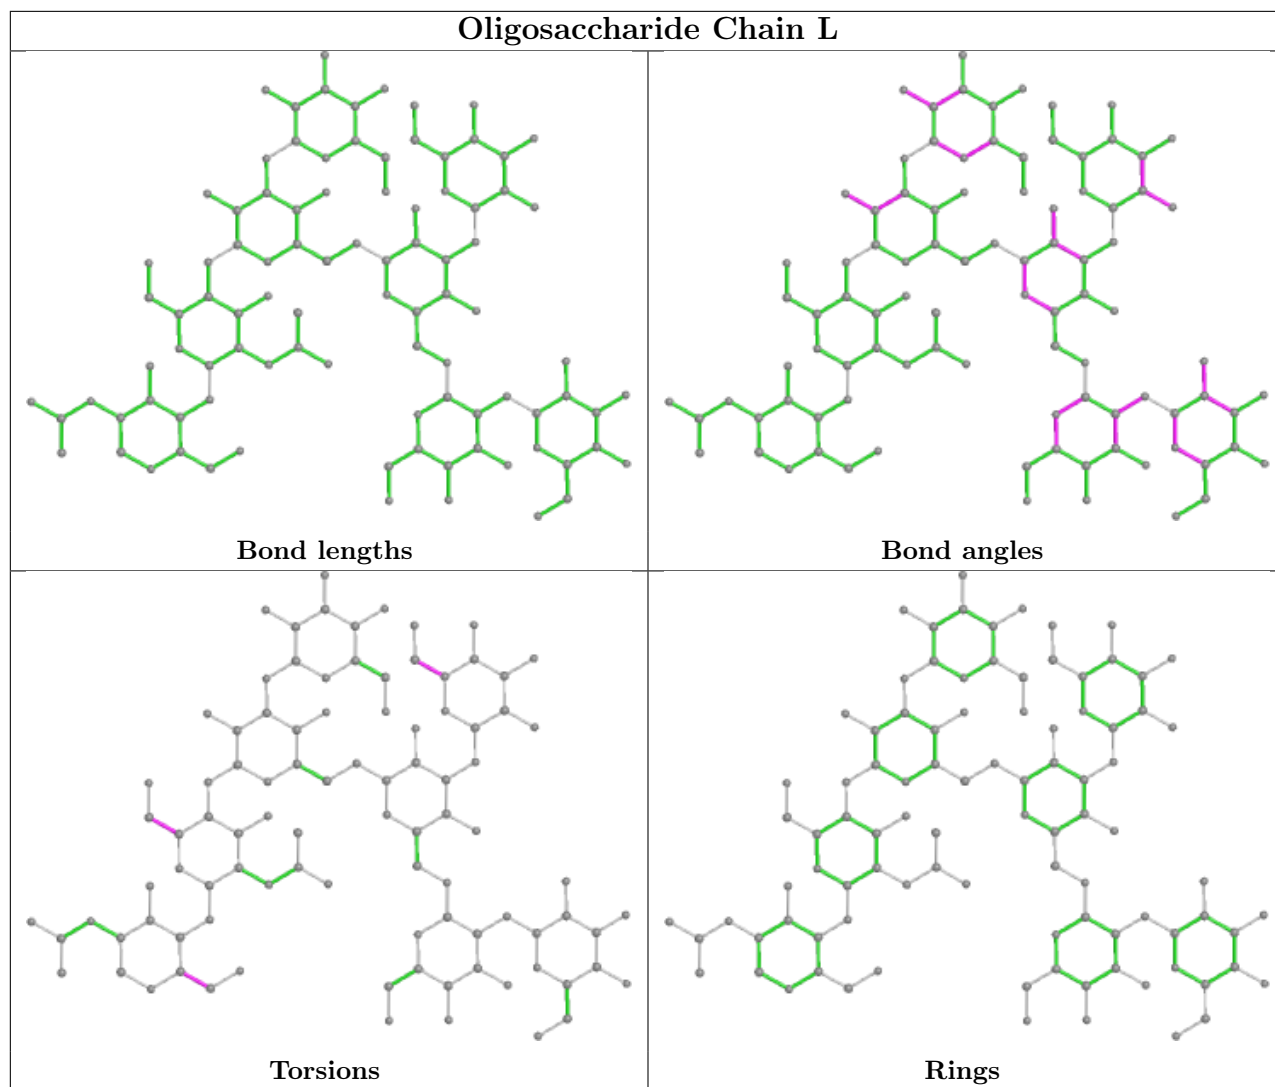 Oligosaccharide Chain L
Bond lengths
Bond angles
Torsions
Rings